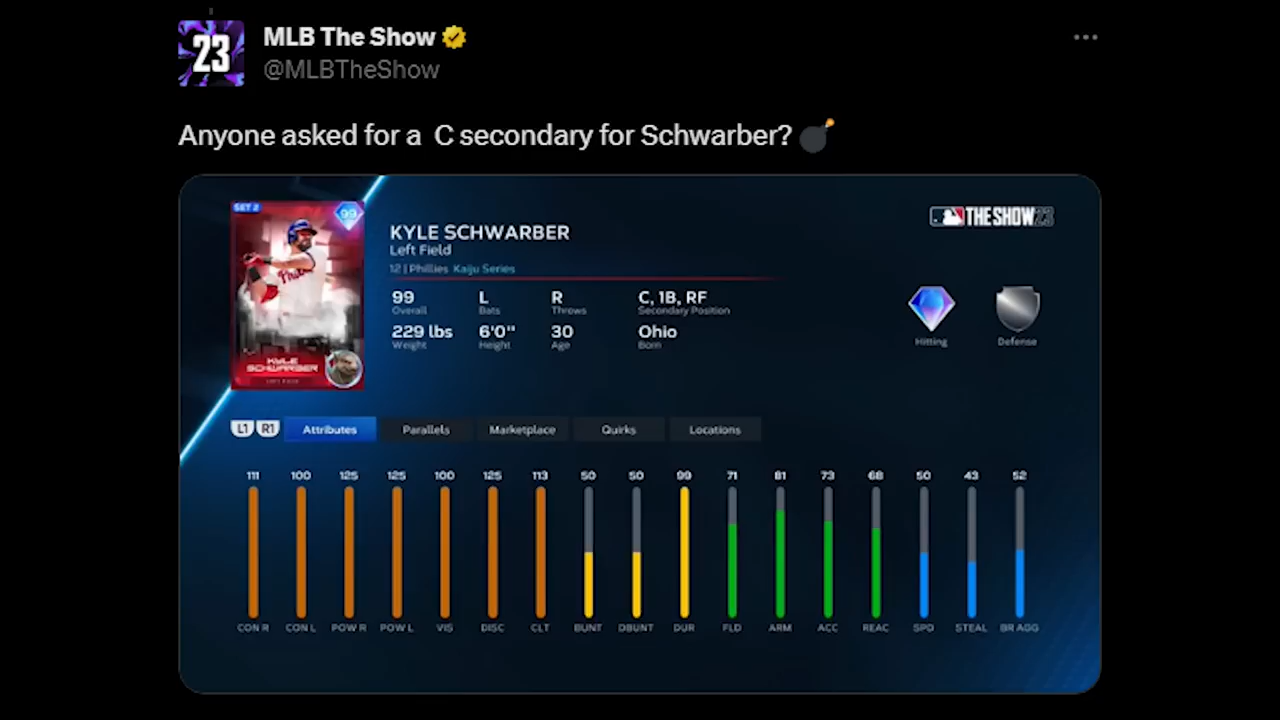 23
MLB The Show
@MLBTheShow
Anyone asked for a C secondary for Schwarber?
SET 2
99
KYLE
SCHWARBER
LEFT FIELD
KYLE SCHWARBER
Left Field
12 | Phillies Kaiju Series
99 L R C, 1B, RF
Overall Bats Throws Secondary Position
229 lbs 6'0" 30 Ohio
Weight Height Age Born
THE SHOW 23
Hitting Defense
L1 R1 Attributes Parallels Marketplace Quirks Locations
111 100 125 125 100 125 113 50 50 99 71 81 73 68 50 43 52
CON R CON L POW R POW L VIS DISC CLT BUNT DBUNT DUR FLD ARM ACC REAC SPD STEAL BR AGG